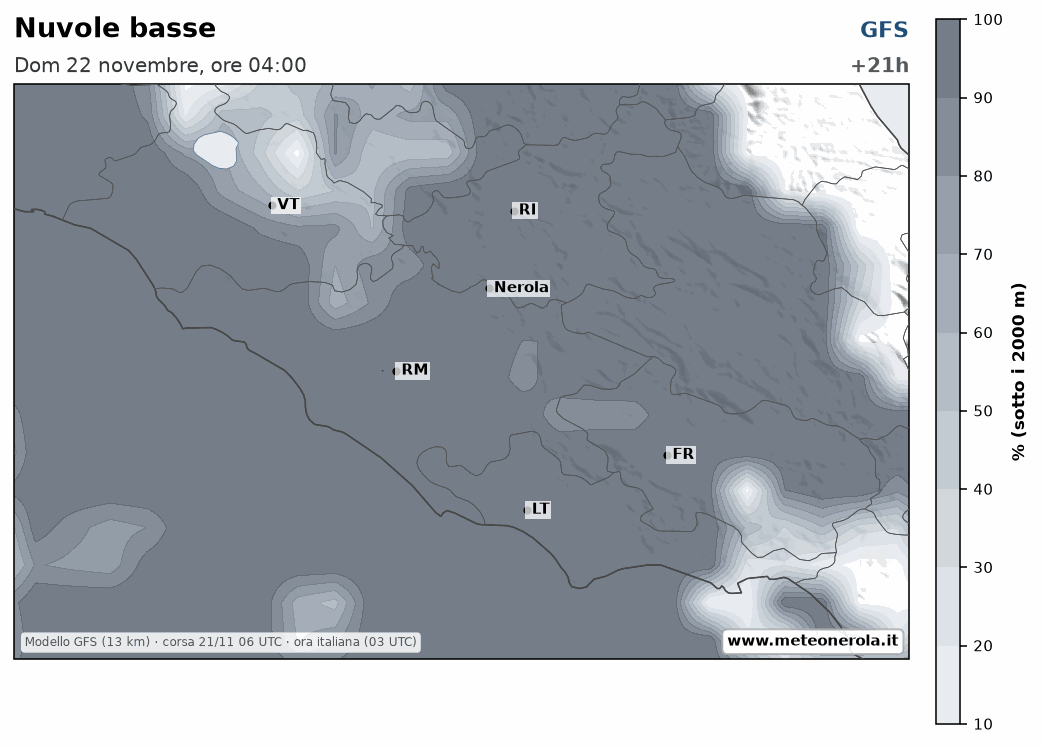 Nuvole basse
GFS
Dom 22 novembre, ore 04:00
+21h
VT
RI
Nerola
RM
FR
LT
Modello GFS (13 km) · corsa 21/11 06 UTC · ora italiana (03 UTC)
www.meteonerola.it
100
90
80
70
60
50
40
30
20
10
% (sotto i 2000 m)